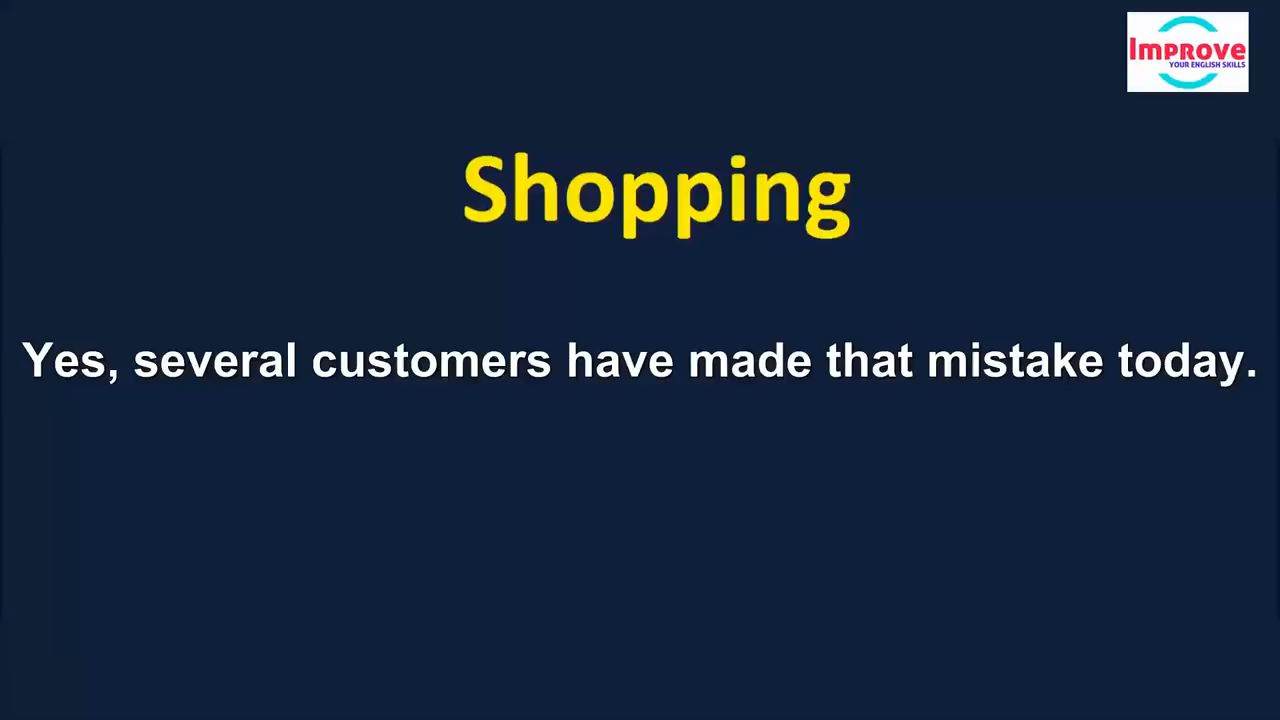 Improve
YOUR ENGLISH SKILLS
Shopping
Yes, several customers have made that mistake today.